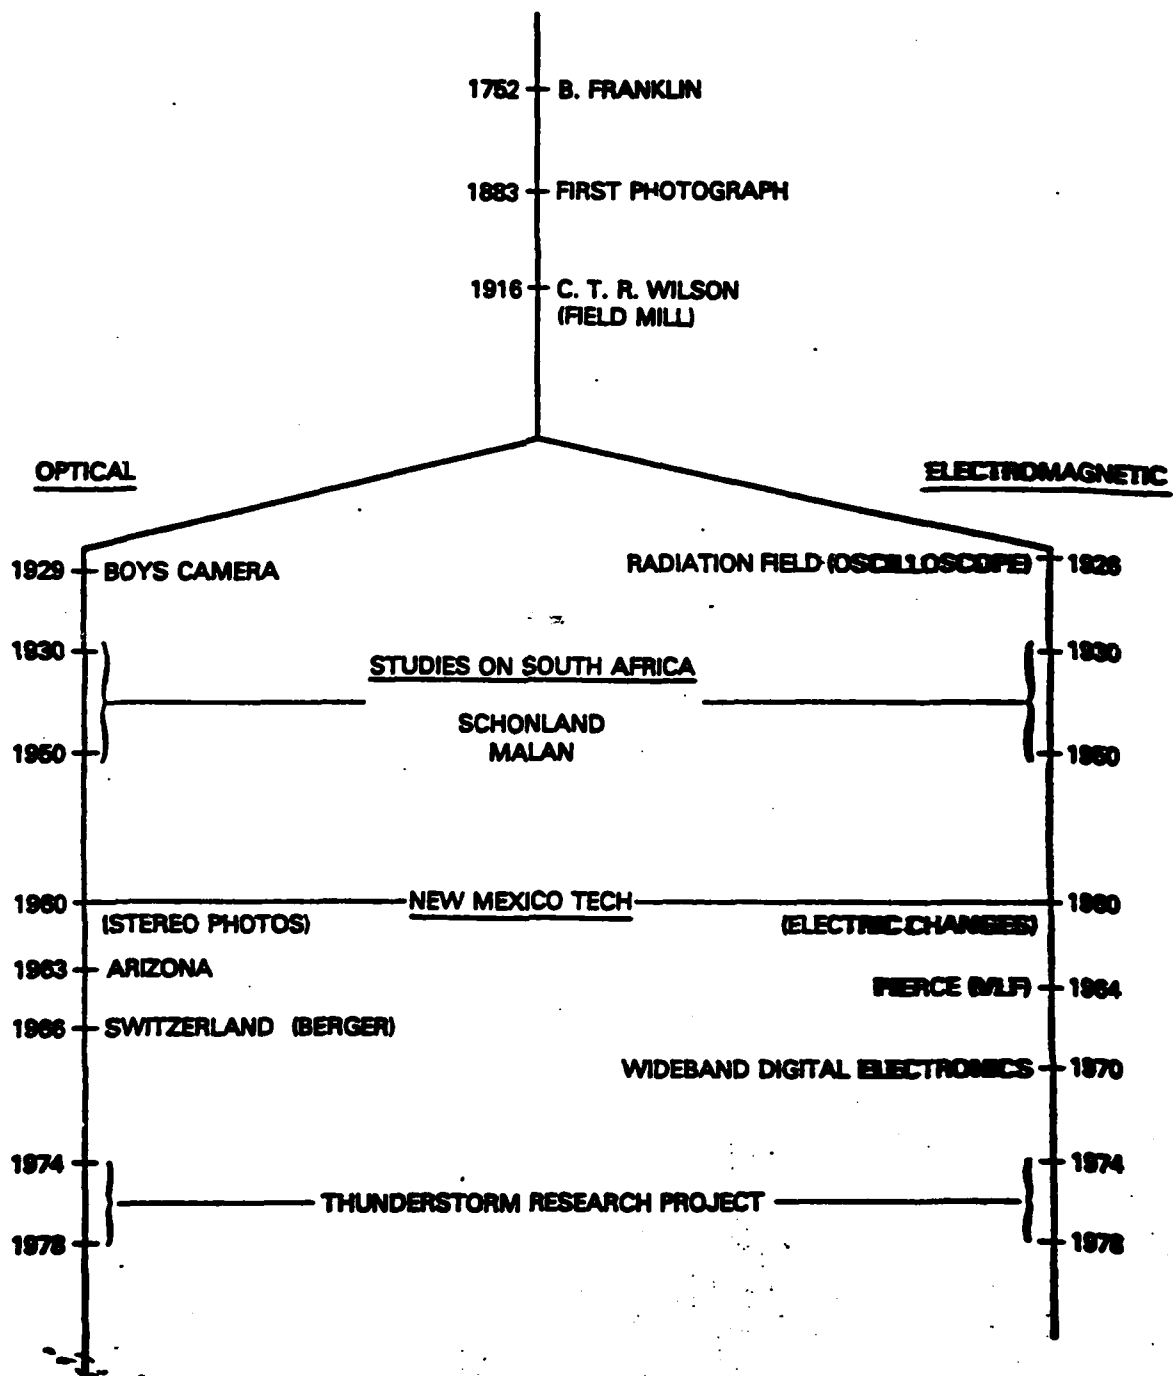 1752 B. FRANKLIN
1883 FIRST PHOTOGRAPH
1916 C. T. R. WILSON
(FIELD MILL)
OPTICAL
ELECTROMAGNETIC
1929 BOYS CAMERA
RADIATION FIELD (OSCILLOSCOPE) 1926
1930
STUDIES ON SOUTH AFRICA
1930
SCHONLAND
MALAN
1950
1950
1960
NEW MEXICO TECH
1960
(STEREO PHOTOS)
(ELECTRIC CHANGES)
1963 ARIZONA
PIERCE (VLF) 1964
1966 SWITZERLAND (BERGER)
WIDEBAND DIGITAL ELECTRONICS 1970
1974
1974
THUNDERSTORM RESEARCH PROJECT
1978
1978